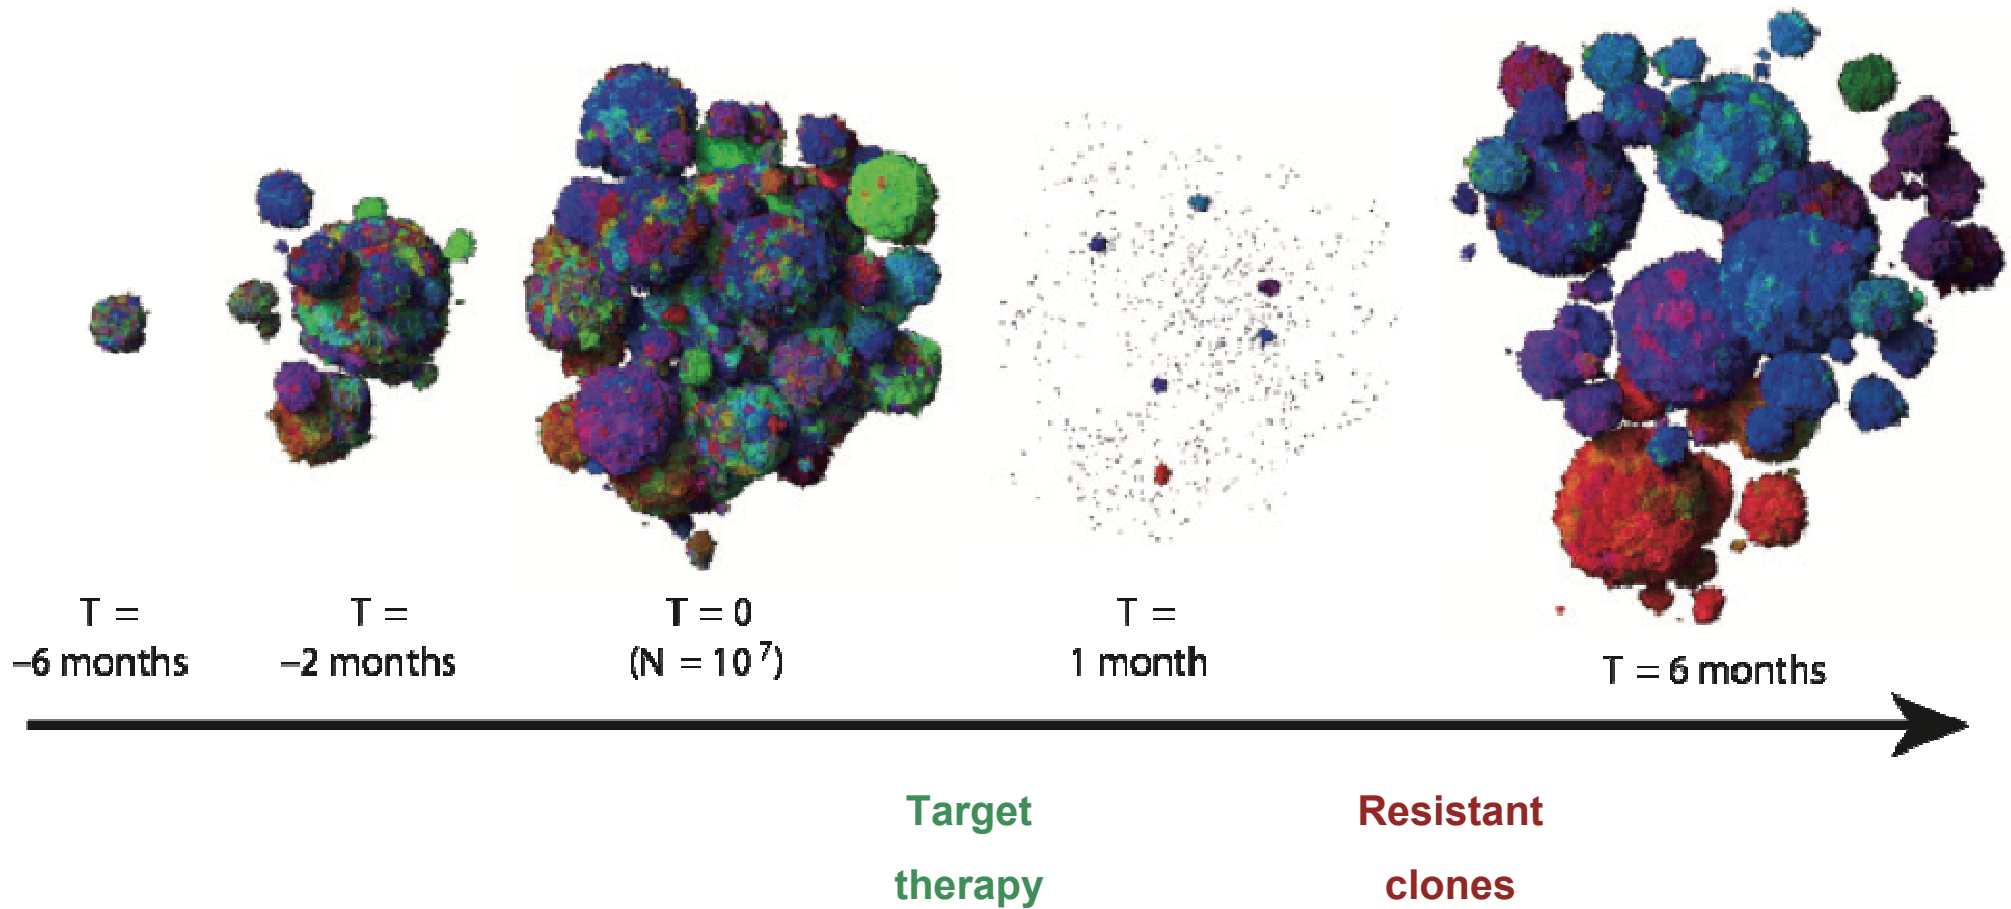 T =
–6 months
T =
–2 months
T = 0
(N = 10⁷)
T =
1 month
T = 6 months
Target
therapy
Resistant
clones